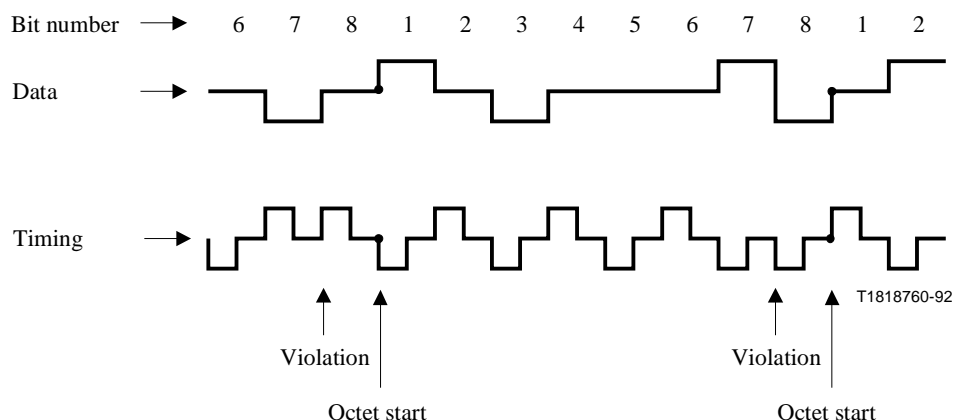 Bit number 6 7 8 1 2 3 4 5 6 7 8 1 2
Data
Timing
T1818760-92
Violation Violation
Octet start Octet start